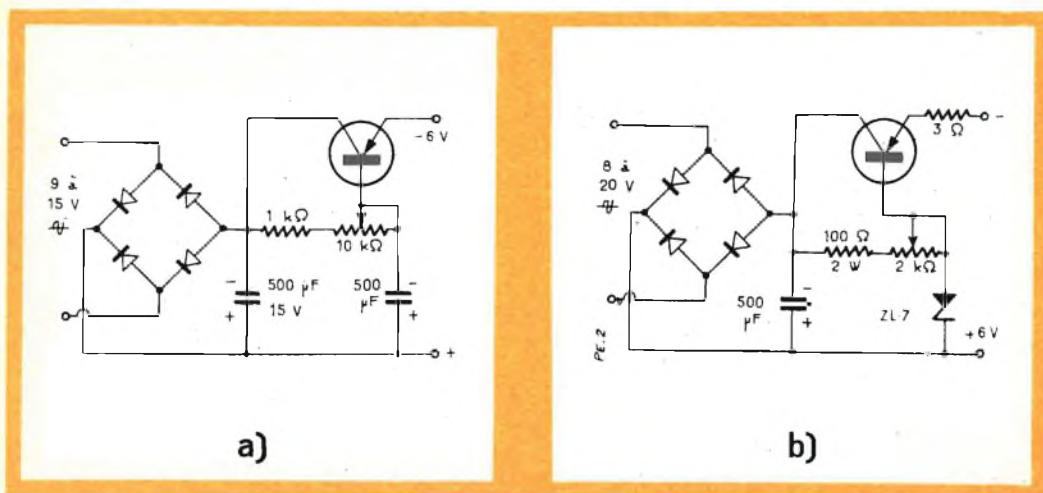 9 à
15 V
-6 V
1 kΩ
10 kΩ
-
500 µF
+
15 V
-
500
µF
+
+
a)
8 à
20 V
3 Ω
-
100 Ω
2 W
2 kΩ
-
500
µF
+
ZL-7
+6 V
PE.2
b)